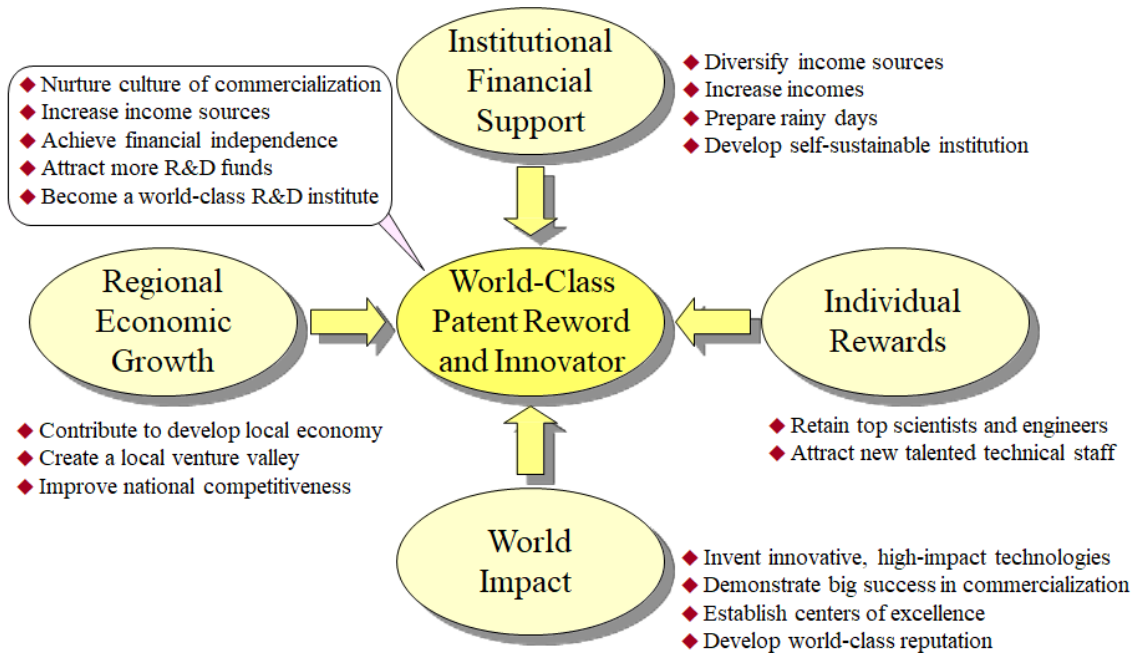 Institutional
Financial
Support
◆ Diversify income sources
◆ Increase incomes
◆ Prepare rainy days
◆ Develop self-sustainable institution
◆ Nurture culture of commercialization
◆ Increase income sources
◆ Achieve financial independence
◆ Attract more R&D funds
◆ Become a world-class R&D institute
Regional
Economic
Growth
World-Class
Patent Reword
and Innovator
Individual
Rewards
◆ Contribute to develop local economy
◆ Create a local venture valley
◆ Improve national competitiveness
◆ Retain top scientists and engineers
◆ Attract new talented technical staff
World
Impact
◆ Invent innovative, high-impact technologies
◆ Demonstrate big success in commercialization
◆ Establish centers of excellence
◆ Develop world-class reputation